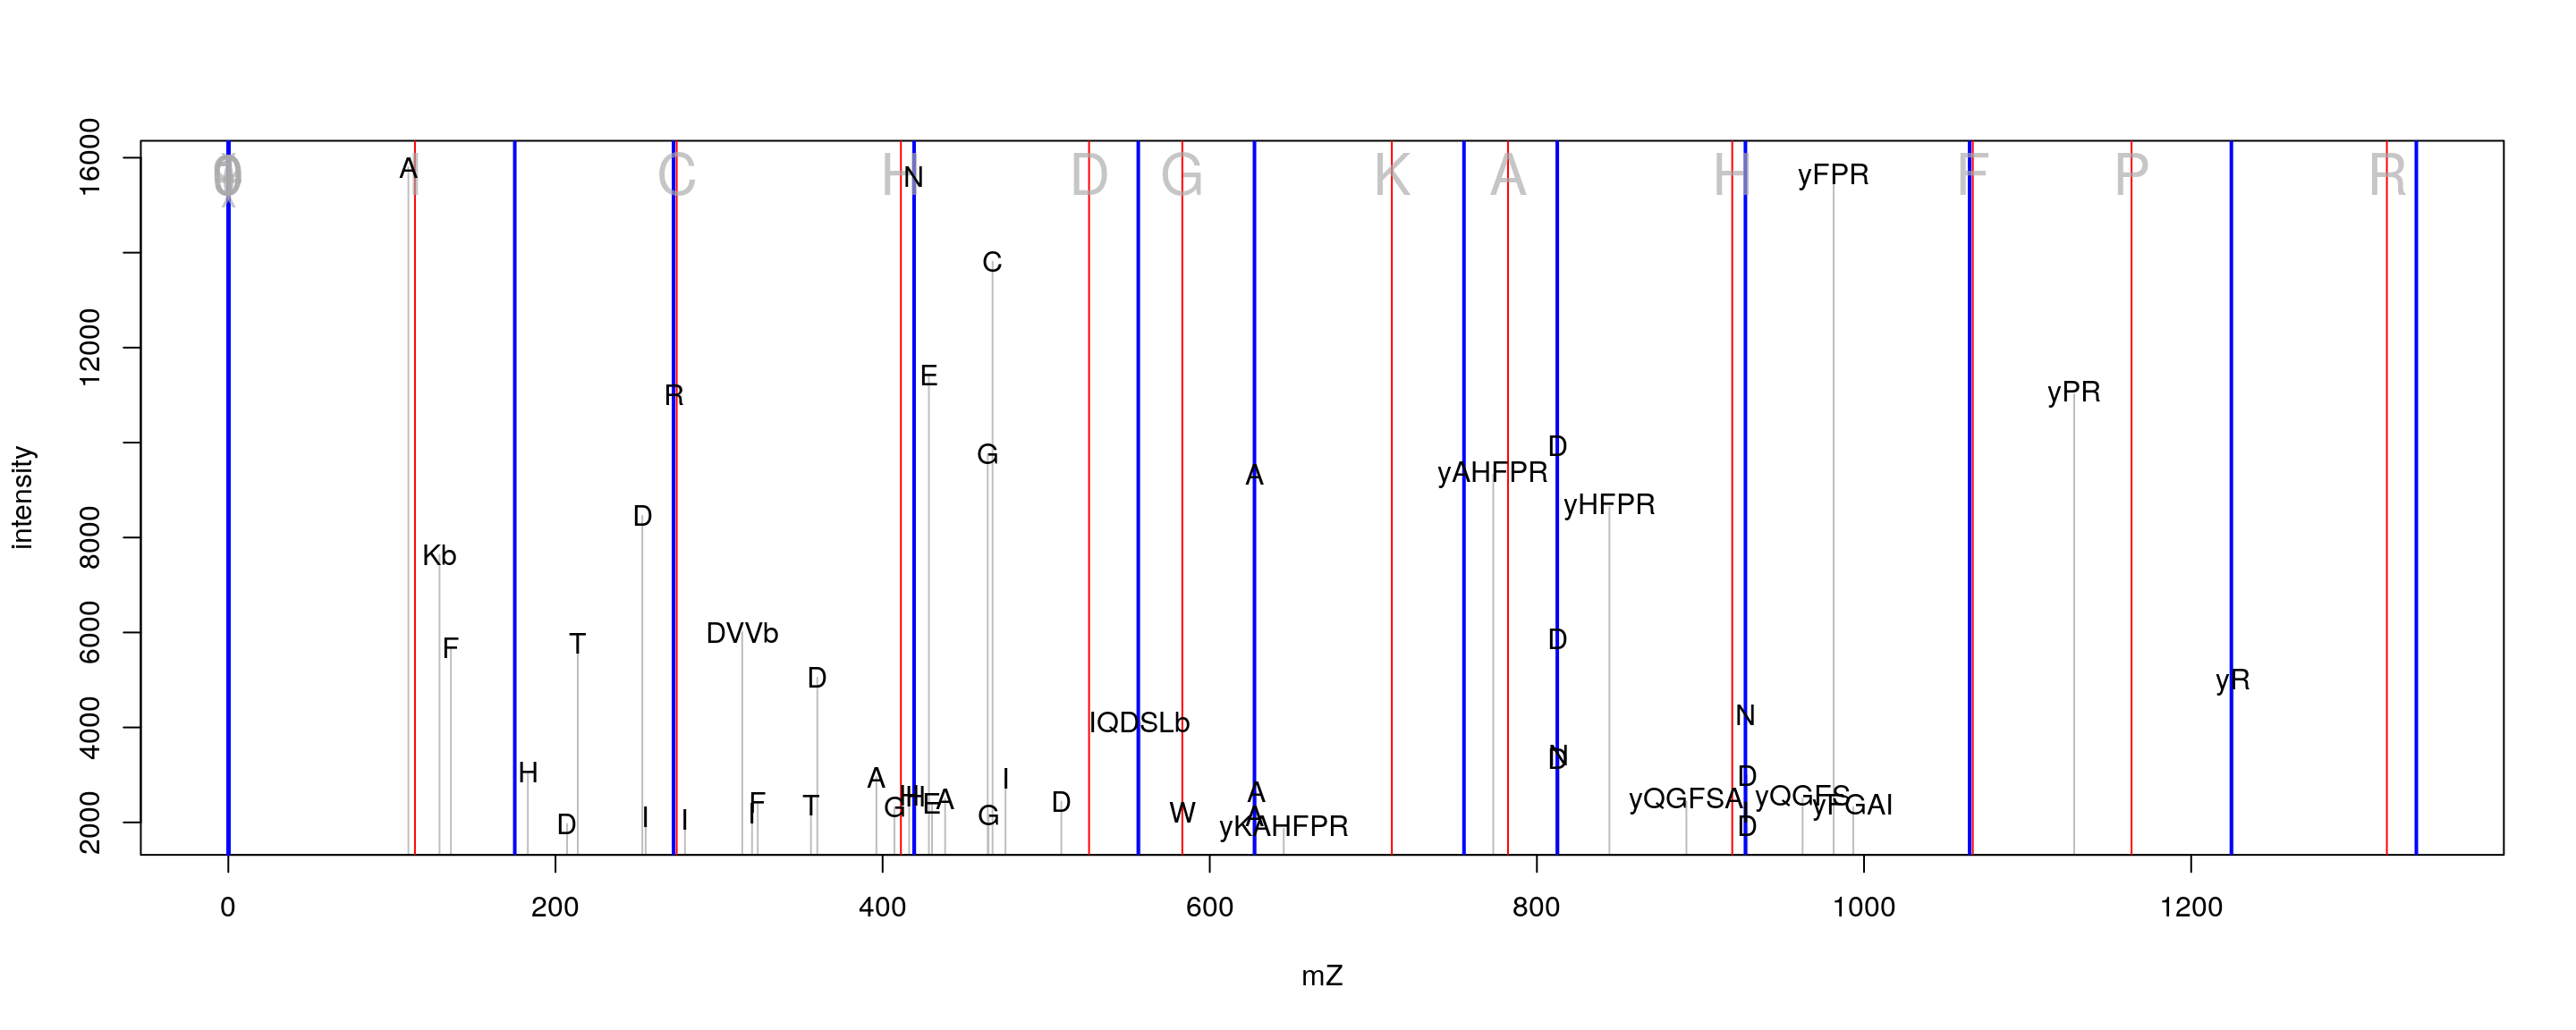 I C H D G K A H F P R
A N yFPR
C
E
R yPR
G D
A yAHFPR
D yHFPR
Kb
F T DVVb D
D
yR
IQDSLb N
H A I D
D I I F T G H H E A G D W A yKAHFPR A N D yQGFSA D D yQGFS yFGAI
2000 4000 6000 8000 12000 16000
intensity
0 200 400 600 800 1000 1200
mZ